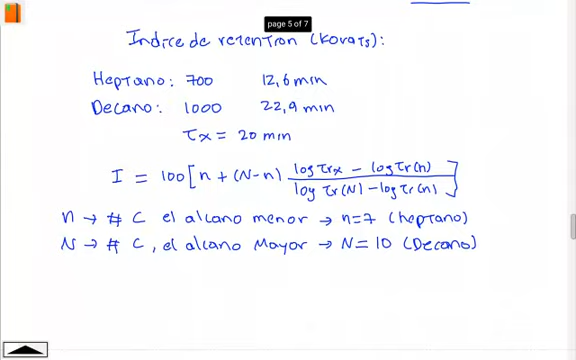 page 5 of 7
Indice de retention (Kovats):
Heptano: 700 12,6 min
Decano: 1000 22,9 min
τx = 20 min
I = 100[n + (N-n) (log τrx - log τr(n)) / (log τr(N) - log τr(n))]
n → # C el alcano menor → n=7 (heptano)
N → # C, el alcano Mayor → N=10 (Decano)